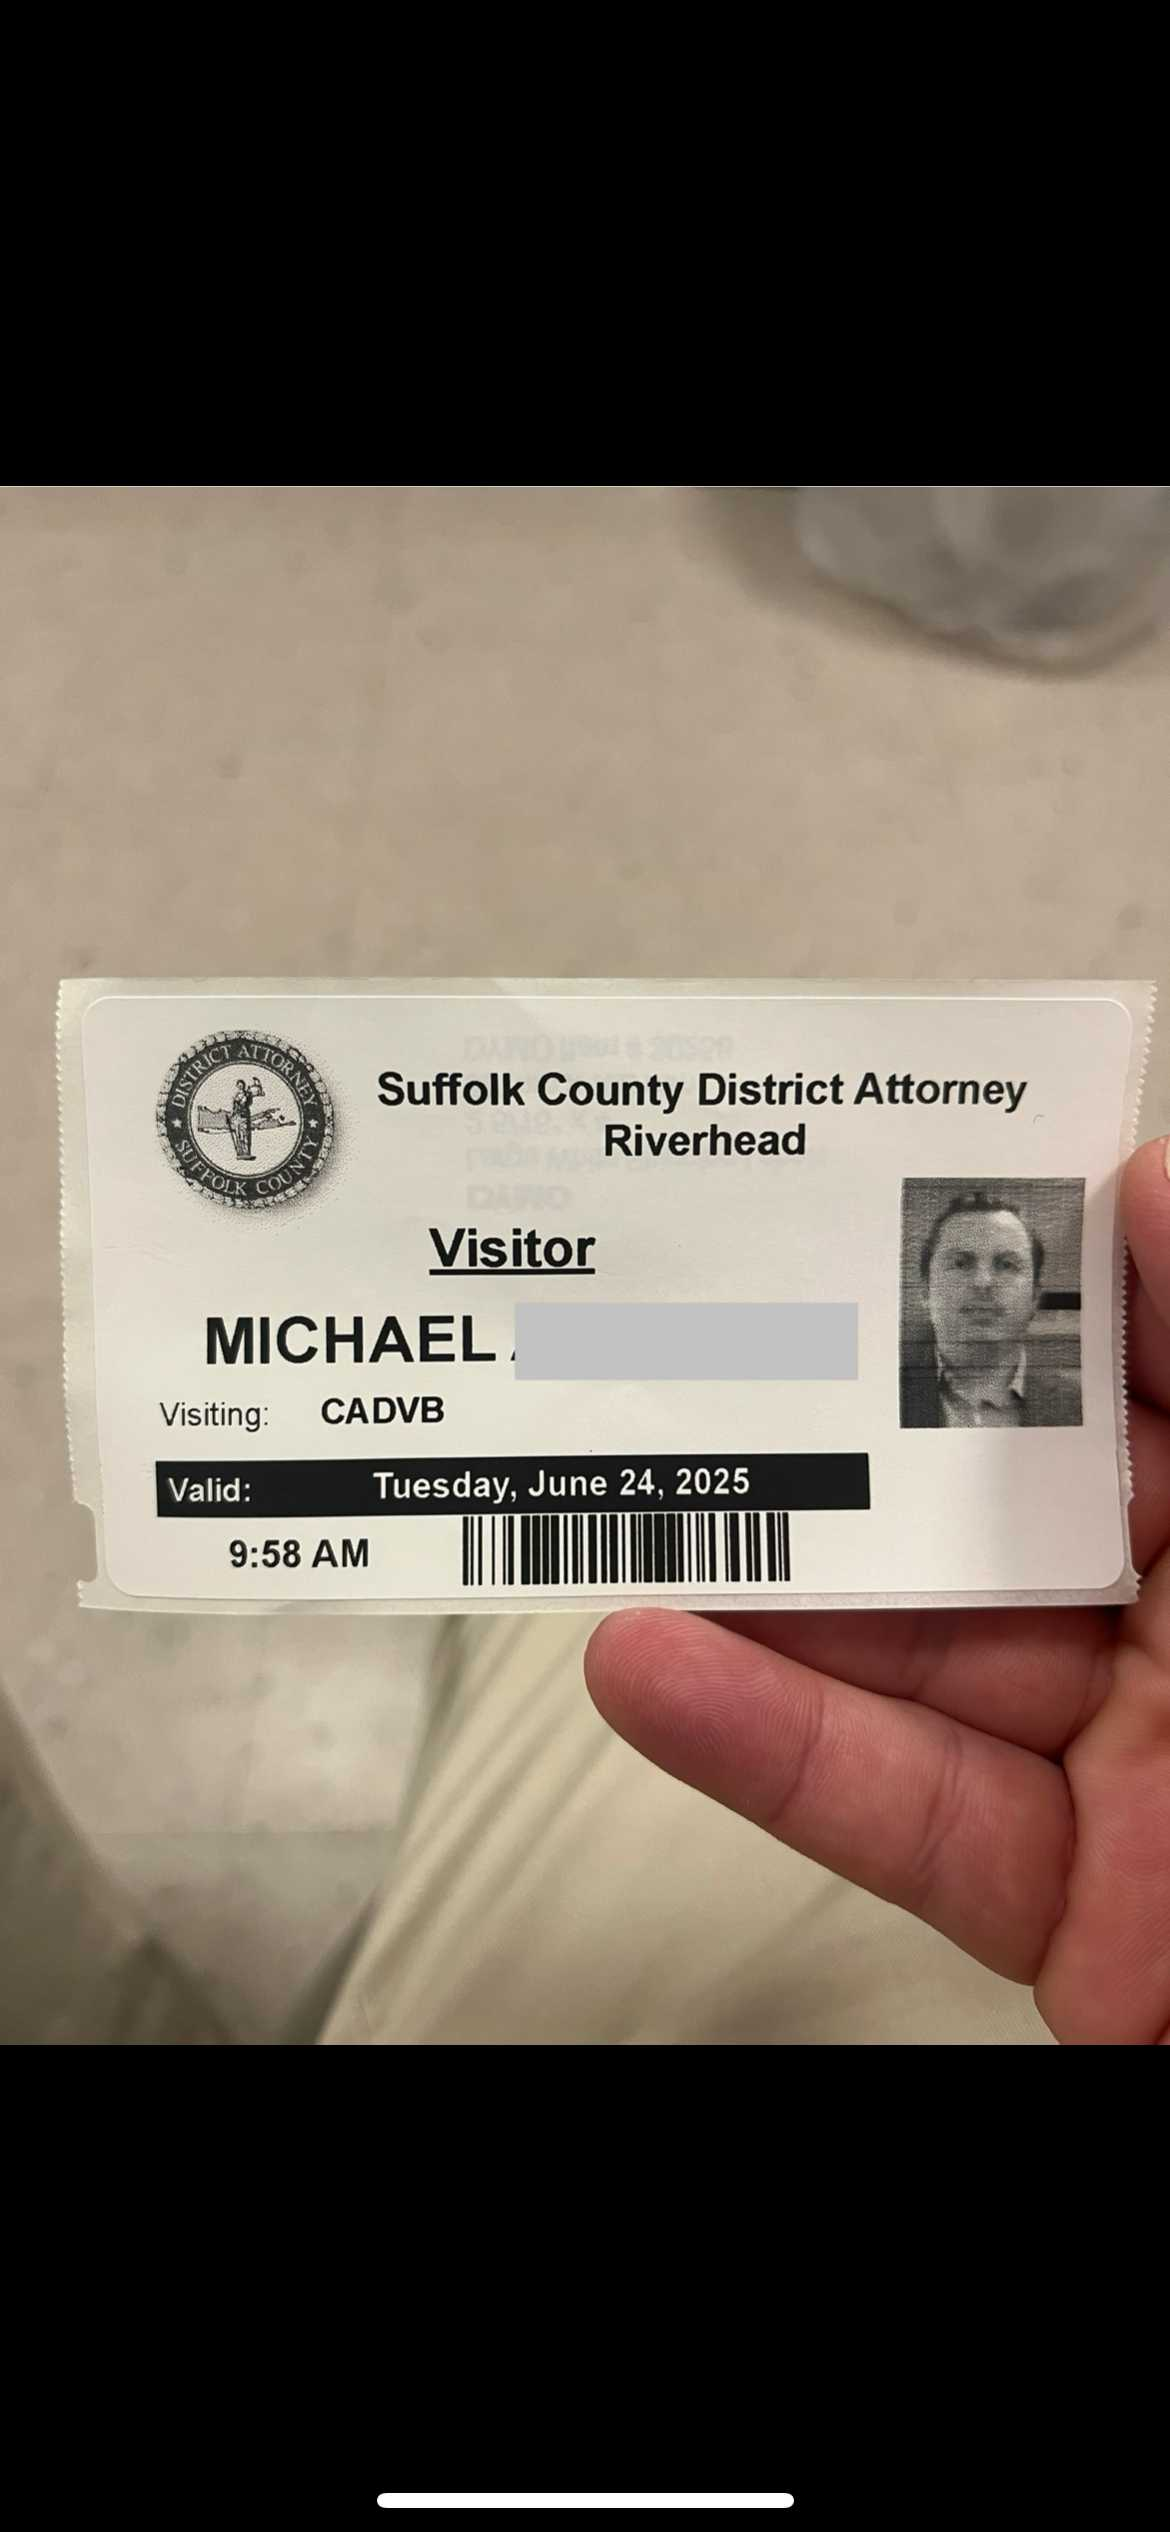 DISTRICT ATTORNEY
SUFFOLK COUNTY
Suffolk County District Attorney
Riverhead
Visitor
MICHAEL
Visiting: CADVB
Valid: Tuesday, June 24, 2025
9:58 AM